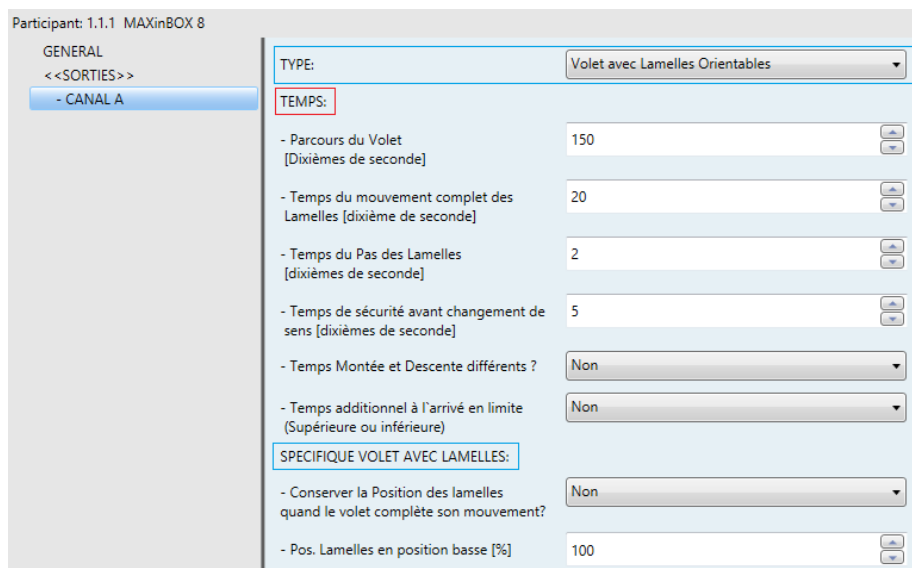 Participant: 1.1.1 MAXinBOX 8
GENERAL
<<SORTIES>>
- CANAL A
TYPE:
Volet avec Lamelles Orientables
TEMPS:
- Parcours du Volet
[Dixièmes de seconde]
150
- Temps du mouvement complet des
Lamelles [dixième de seconde]
20
- Temps du Pas des Lamelles
[dixièmes de seconde]
2
- Temps de sécurité avant changement de
sens [dixièmes de seconde]
5
- Temps Montée et Descente différents ?
Non
- Temps additionnel à l`arrivé en limite
(Supérieure ou inférieure)
Non
SPECIFIQUE VOLET AVEC LAMELLES:
- Conserver la Position des lamelles
quand le volet complète son mouvement?
Non
- Pos. Lamelles en position basse [%]
100